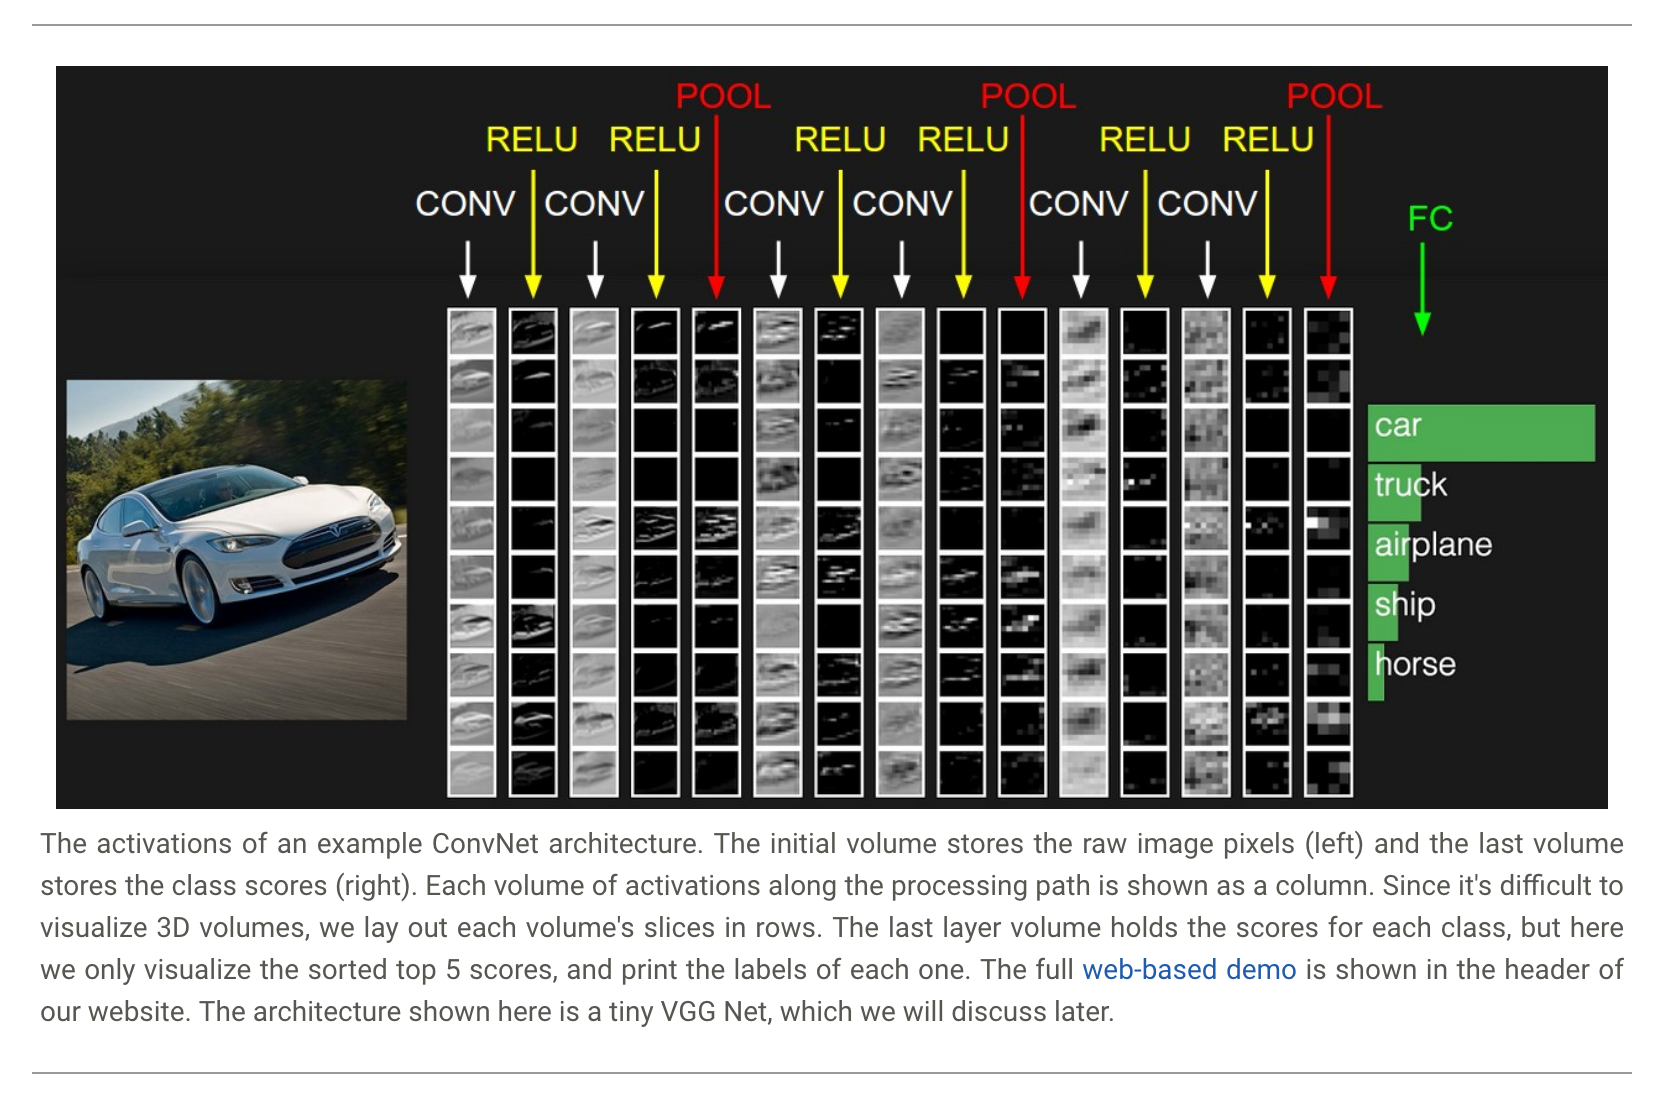 POOL POOL POOL
RELU RELU RELU RELU RELU RELU
CONV CONV CONV CONV CONV CONV
FC
car
truck
airplane
ship
horse
The activations of an example ConvNet architecture. The initial volume stores the raw image pixels (left) and the last volume
stores the class scores (right). Each volume of activations along the processing path is shown as a column. Since it's difficult to
visualize 3D volumes, we lay out each volume's slices in rows. The last layer volume holds the scores for each class, but here
we only visualize the sorted top 5 scores, and print the labels of each one. The full web-based demo is shown in the header of
our website. The architecture shown here is a tiny VGG Net, which we will discuss later.